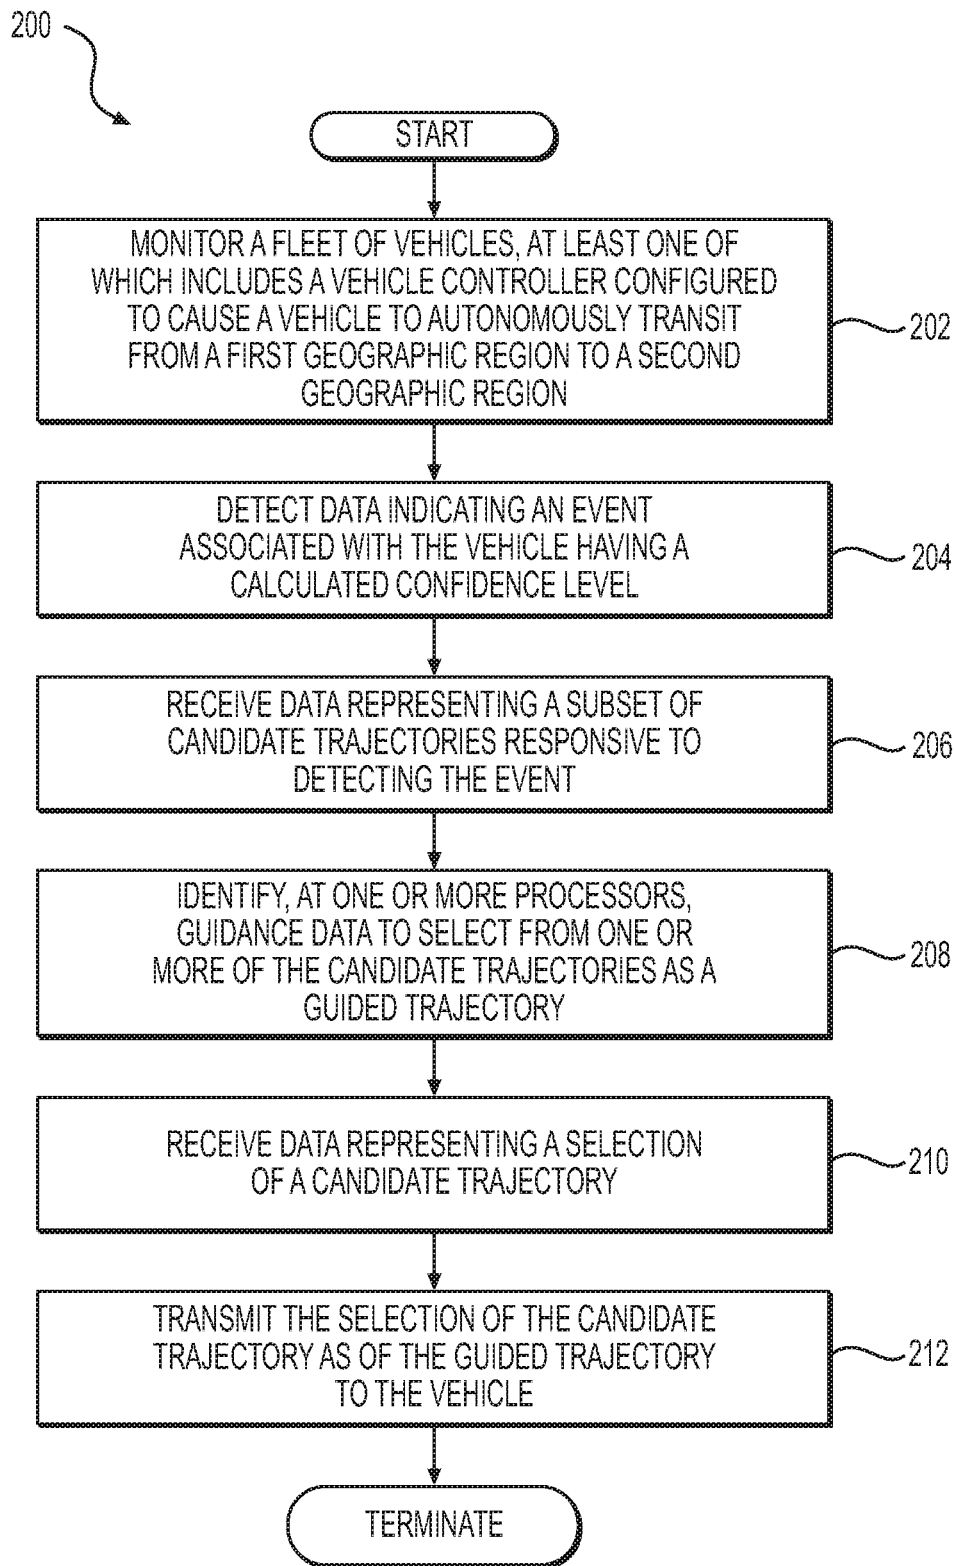 200
START
MONITOR A FLEET OF VEHICLES, AT LEAST ONE OF
WHICH INCLUDES A VEHICLE CONTROLLER CONFIGURED
TO CAUSE A VEHICLE TO AUTONOMOUSLY TRANSIT
FROM A FIRST GEOGRAPHIC REGION TO A SECOND
GEOGRAPHIC REGION
202
DETECT DATA INDICATING AN EVENT
ASSOCIATED WITH THE VEHICLE HAVING A
CALCULATED CONFIDENCE LEVEL
204
RECEIVE DATA REPRESENTING A SUBSET OF
CANDIDATE TRAJECTORIES RESPONSIVE TO
DETECTING THE EVENT
206
IDENTIFY, AT ONE OR MORE PROCESSORS,
GUIDANCE DATA TO SELECT FROM ONE OR
MORE OF THE CANDIDATE TRAJECTORIES AS A
GUIDED TRAJECTORY
208
RECEIVE DATA REPRESENTING A SELECTION
OF A CANDIDATE TRAJECTORY
210
TRANSMIT THE SELECTION OF THE CANDIDATE
TRAJECTORY AS OF THE GUIDED TRAJECTORY
TO THE VEHICLE
212
TERMINATE